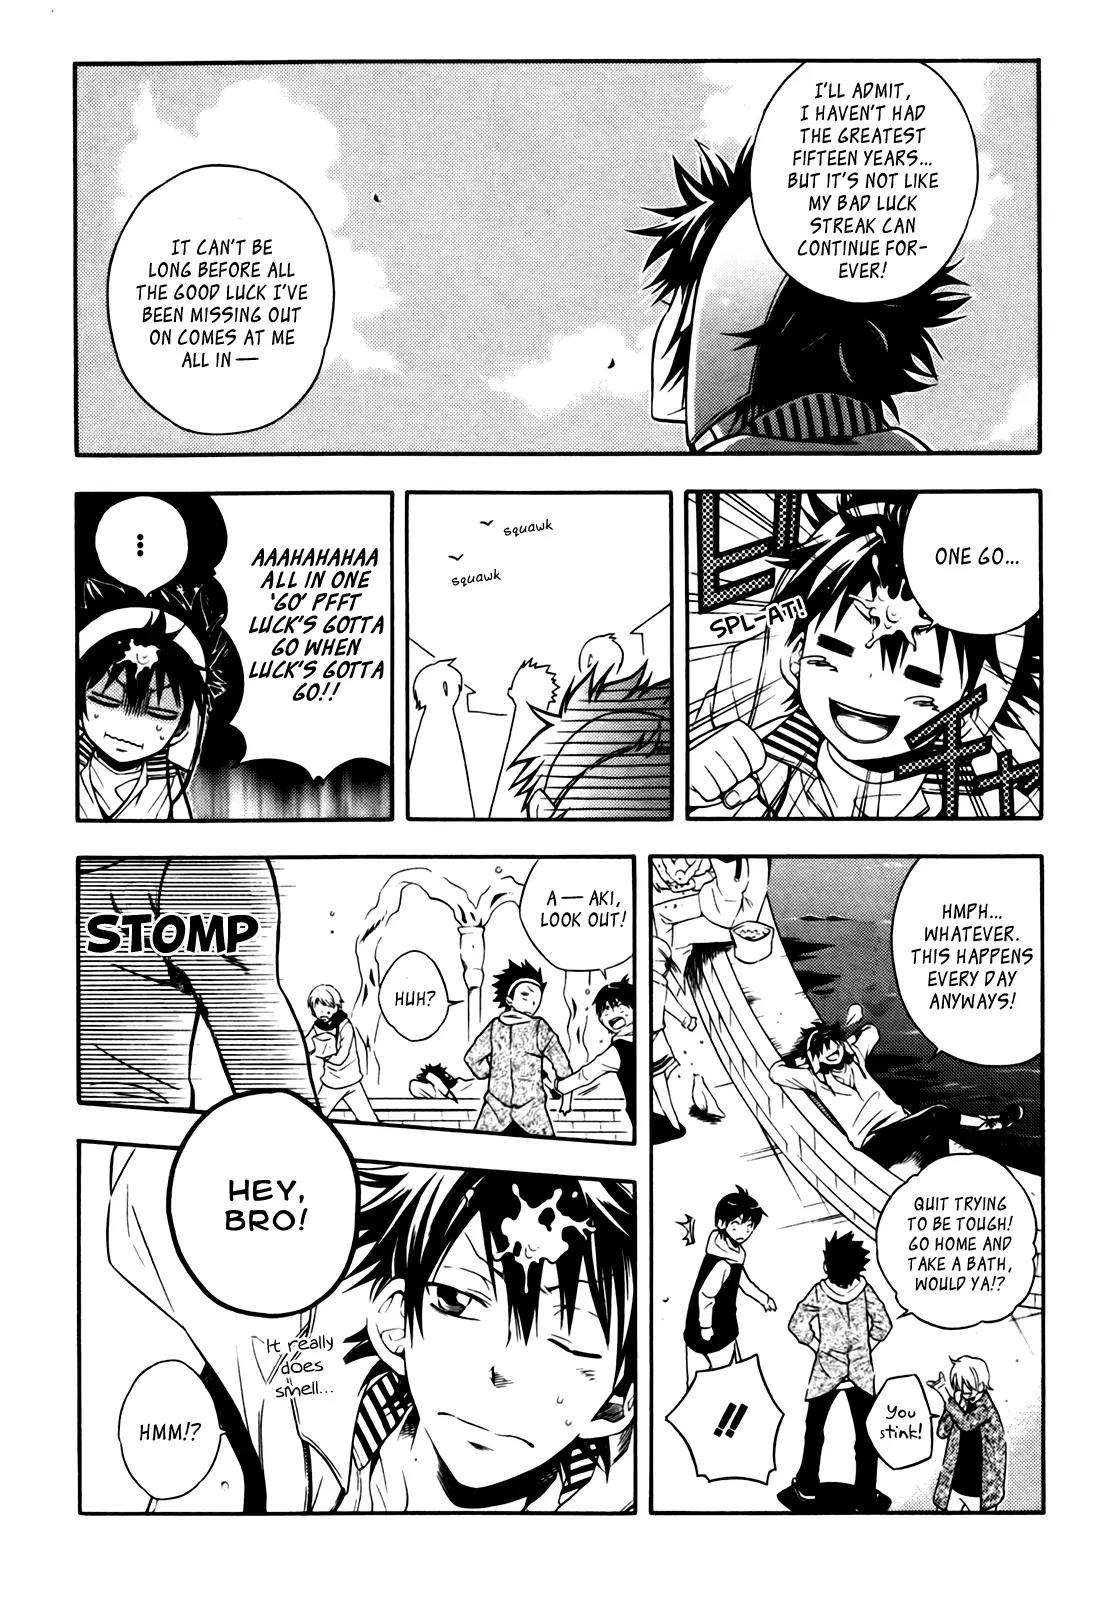 I'LL ADMIT,
I HAVEN'T HAD
THE GREATEST
FIFTEEN YEARS...
BUT IT'S NOT LIKE
MY BAD LUCK
STREAK CAN
CONTINUE FOR-
EVER!
IT CAN'T BE
LONG BEFORE ALL
THE GOOD LUCK I'VE
BEEN MISSING OUT
ON COMES AT ME
ALL IN —
ONE GO...
SPL-AT!
squawk
squawk
AAAHAHAHAA
ALL IN ONE
'GO' PFFT
LUCK'S GOTTA
GO WHEN
LUCK'S GOTTA
GO!!
...
HMPH...
WHATEVER.
THIS HAPPENS
EVERY DAY
ANYWAYS!
QUIT TRYING
TO BE TOUGH!
GO HOME AND
TAKE A BATH,
WOULD YA!?
You
stink!
!!
A — AKI,
LOOK OUT!
HUH?
STOMP
HEY,
BRO!
It really
does
smell...
HMM!?